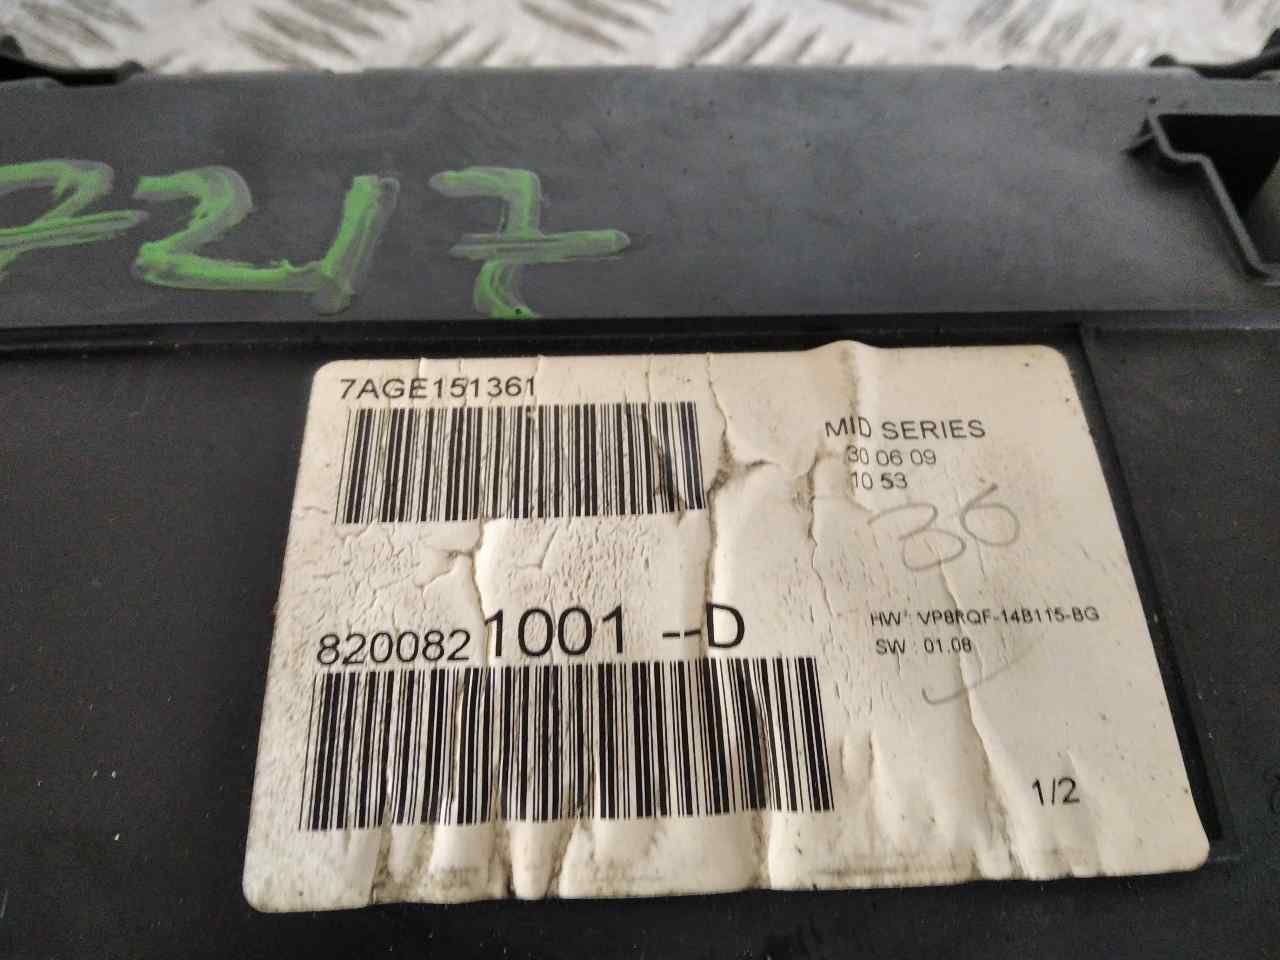 7AGE151361
MID SERIES
30 06 09
10 53
36
8200821001 --D
HW : VP8RQF-14B115-BG
SW : 01.08
1/2